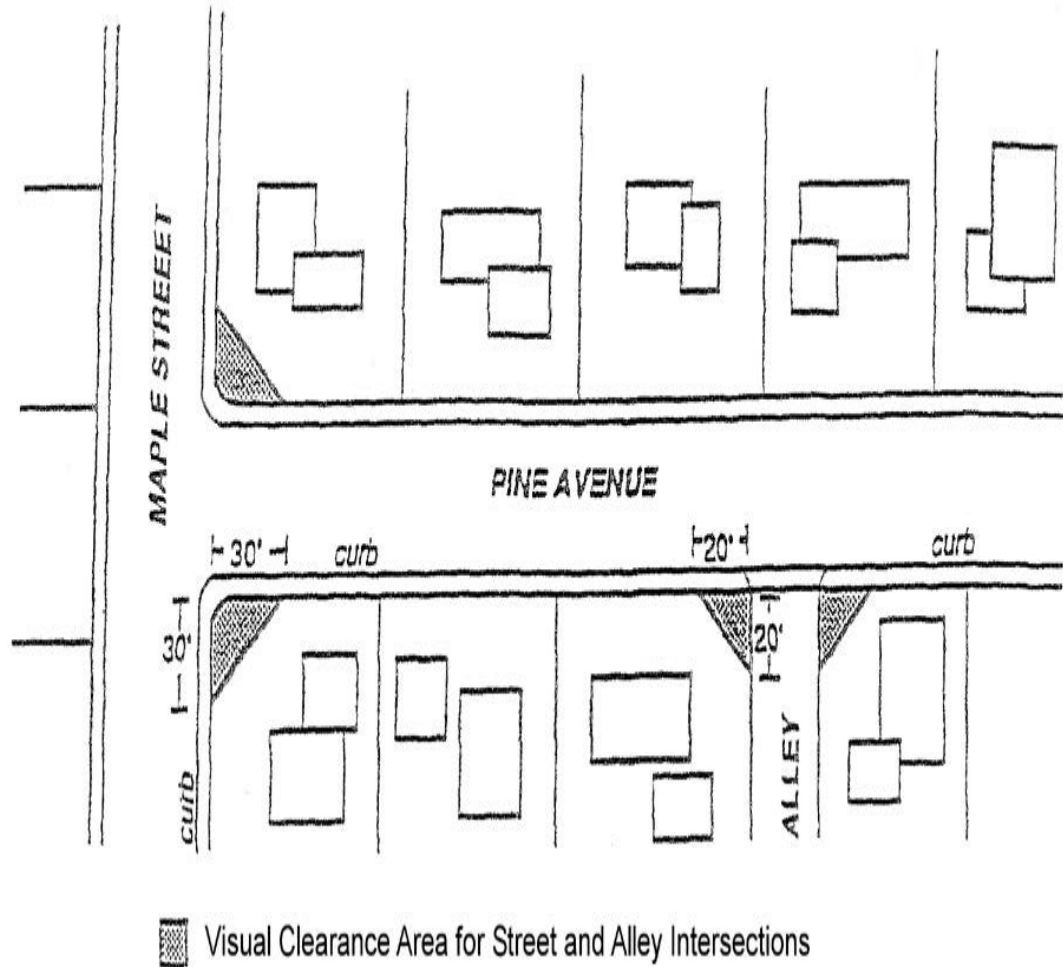 MAPLE STREEET
PINE AVENUE
30'
curb
20'
curb
30'
20'
curb
ALLEY
Visual Clearance Area for Street and Alley Intersections